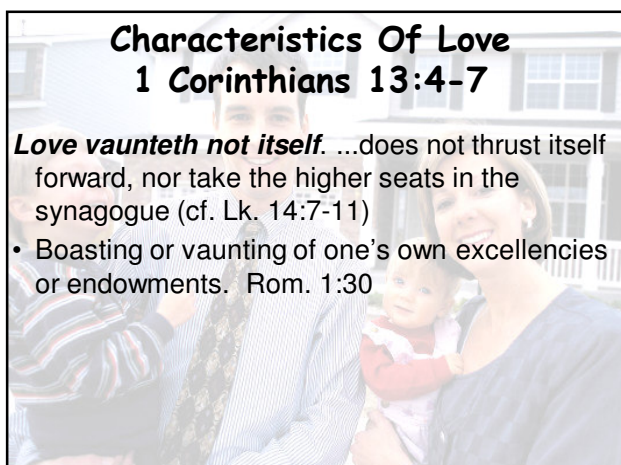 Characteristics Of Love
1 Corinthians 13:4-7
Love vaunteth not itself. ...does not thrust itself
forward, nor take the higher seats in the
synagogue (cf. Lk. 14:7-11)
• Boasting or vaunting of one's own excellencies
or endowments. Rom. 1:30